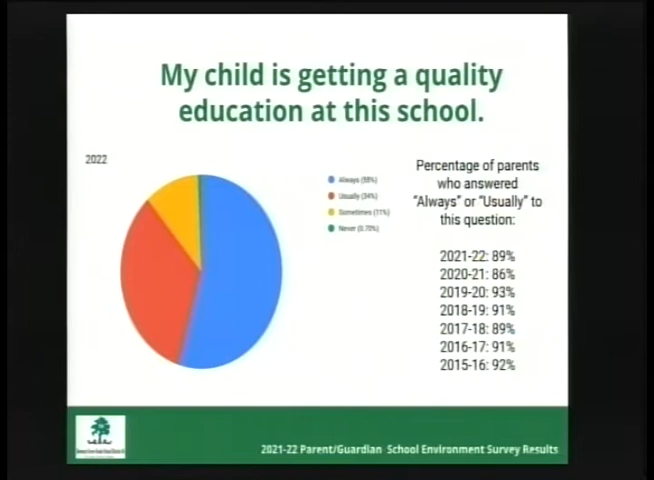 My child is getting a quality
education at this school.
2022
Always (55%)
Usually (34%)
Sometimes (11%)
Never (0.70%)
Percentage of parents
who answered
"Always" or "Usually" to
this question:
2021-22: 89%
2020-21: 86%
2019-20: 93%
2018-19: 91%
2017-18: 89%
2016-17: 91%
2015-16: 92%
2021-22 Parent/Guardian School Environment Survey Results